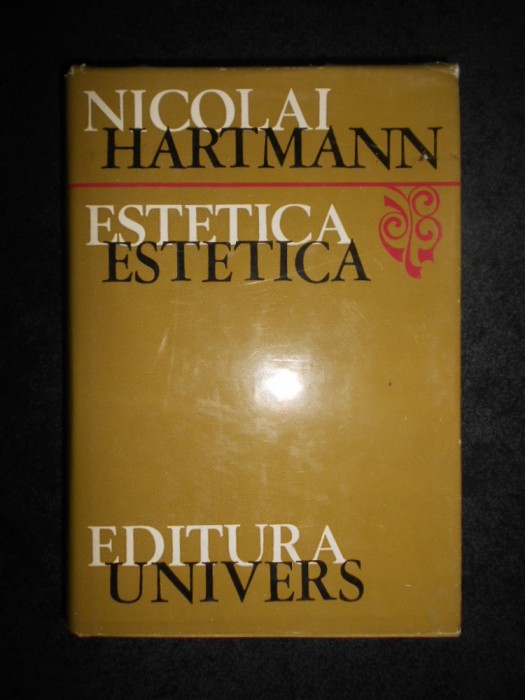 NICOLAI
HARTMANN
ESTETICA
ESTETICA
EDITURA
UNIVERS